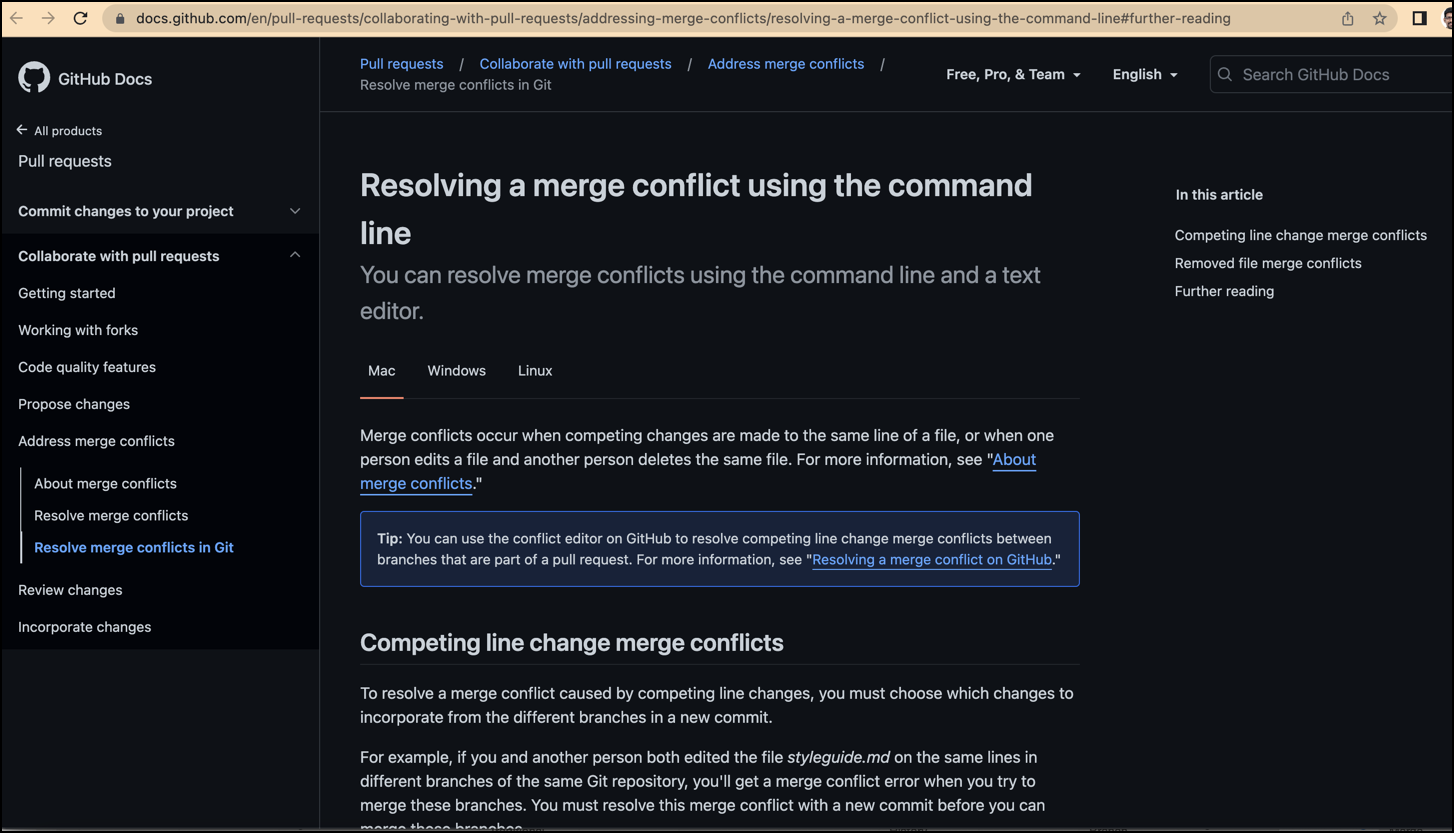 docs.github.com/en/pull-requests/collaborating-with-pull-requests/addressing-merge-conflicts/resolving-a-merge-conflict-using-the-command-line#further-reading
GitHub Docs
All products
Pull requests
Commit changes to your project
Collaborate with pull requests
Getting started
Working with forks
Code quality features
Propose changes
Address merge conflicts
About merge conflicts
Resolve merge conflicts
Resolve merge conflicts in Git
Review changes
Incorporate changes
Pull requests / Collaborate with pull requests / Address merge conflicts /
Resolve merge conflicts in Git
Free, Pro, & Team
English
Search GitHub Docs
Resolving a merge conflict using the command
line
You can resolve merge conflicts using the command line and a text
editor.
Mac Windows Linux
Merge conflicts occur when competing changes are made to the same line of a file, or when one
person edits a file and another person deletes the same file. For more information, see "About
merge conflicts."
Tip: You can use the conflict editor on GitHub to resolve competing line change merge conflicts between
branches that are part of a pull request. For more information, see "Resolving a merge conflict on GitHub."
Competing line change merge conflicts
To resolve a merge conflict caused by competing line changes, you must choose which changes to
incorporate from the different branches in a new commit.
For example, if you and another person both edited the file styleguide.md on the same lines in
different branches of the same Git repository, you'll get a merge conflict error when you try to
merge these branches. You must resolve this merge conflict with a new commit before you can
merge these branches.
In this article
Competing line change merge conflicts
Removed file merge conflicts
Further reading